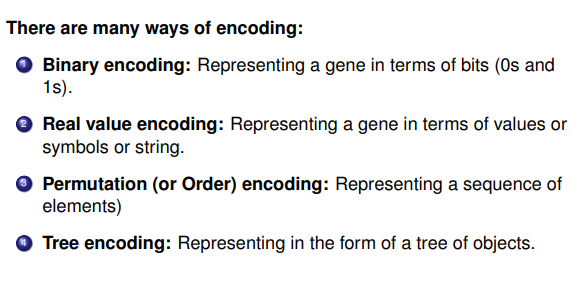 There are many ways of encoding:
1 Binary encoding: Representing a gene in terms of bits (0s and
1s).
2 Real value encoding: Representing a gene in terms of values or
symbols or string.
3 Permutation (or Order) encoding: Representing a sequence of
elements)
4 Tree encoding: Representing in the form of a tree of objects.